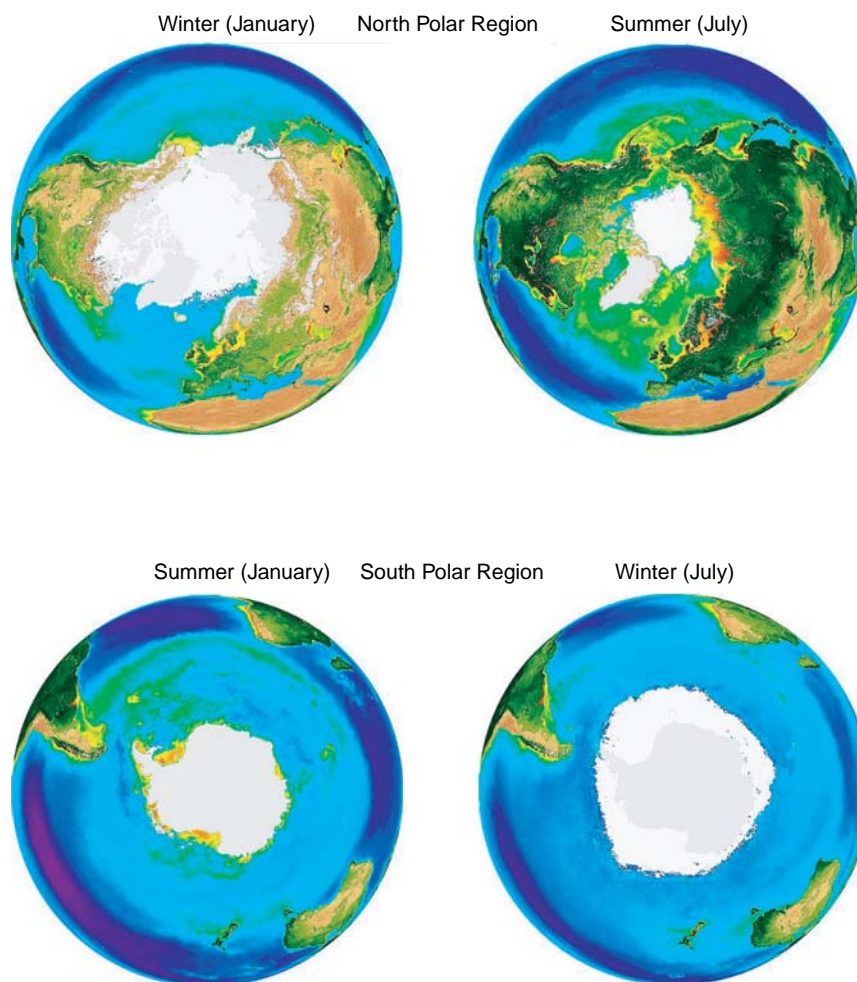 Winter (January) North Polar Region Summer (July)
Summer (January) South Polar Region Winter (July)